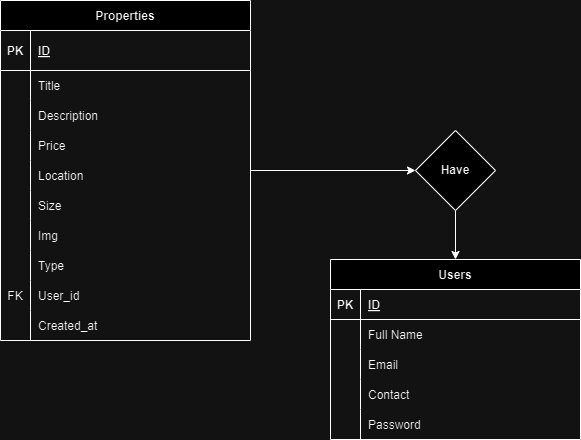 Properties
PK ID
Title
Description
Price
Location
Size
Img
Type
FK User_id
Created_at
Have
Users
PK ID
Full Name
Email
Contact
Password